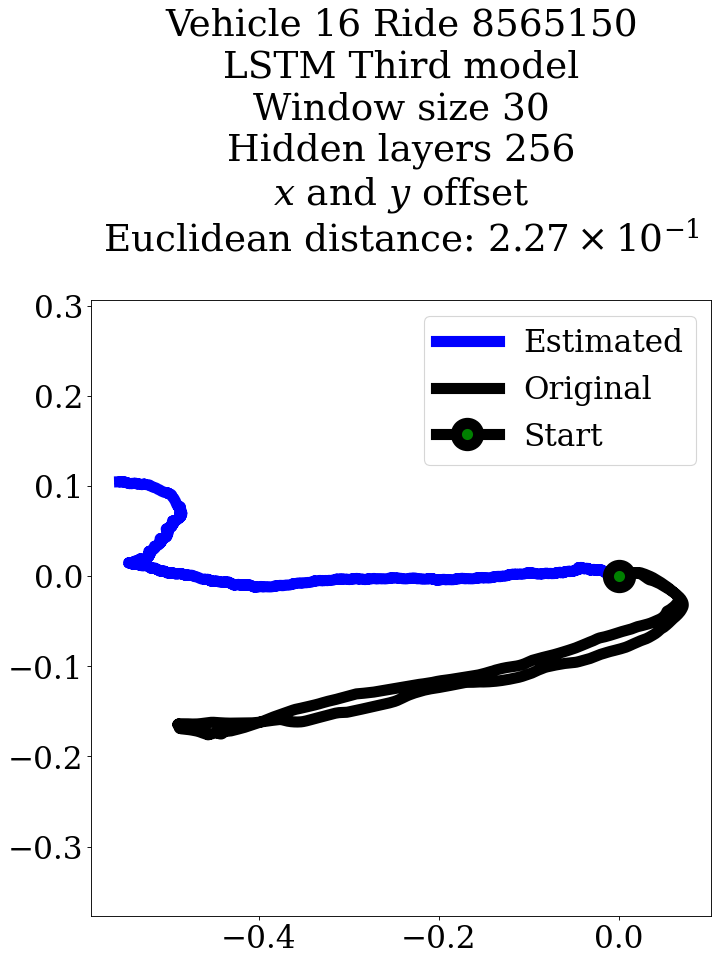 Vehicle 16 Ride 8565150
LSTM Third model
Window size 30
Hidden layers 256
x and y offset
Euclidean distance: 2.27 × 10⁻¹
0.3
0.2
0.1
0.0
−0.1
−0.2
−0.3
Estimated
Original
Start
−0.4
−0.2
0.0